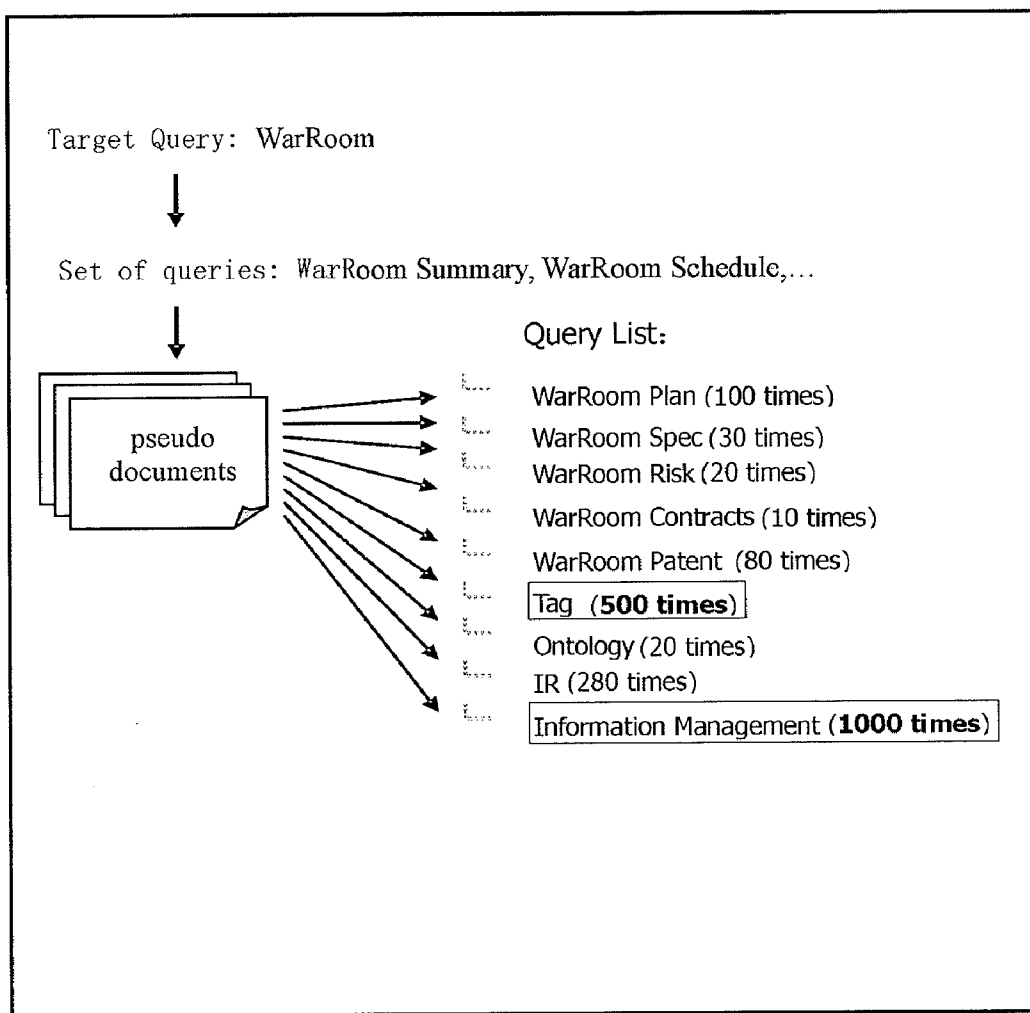 Target Query: WarRoom
Set of queries: WarRoom Summary, WarRoom Schedule,...
Query List:
pseudo
documents
WarRoom Plan (100 times)
WarRoom Spec (30 times)
WarRoom Risk (20 times)
WarRoom Contracts (10 times)
WarRoom Patent (80 times)
Tag (500 times)
Ontology (20 times)
IR (280 times)
Information Management (1000 times)